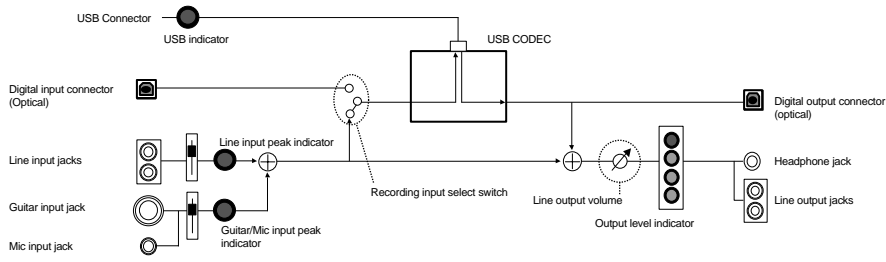 USB Connector
USB indicator
USB CODEC
Digital input connector
(Optical)
Digital output connector
(optical)
Line input peak indicator
Line input jacks
Recording input select switch
Headphone jack
Line output volume
Line output jacks
Output level indicator
Guitar input jack
Guitar/Mic input peak
indicator
Mic input jack